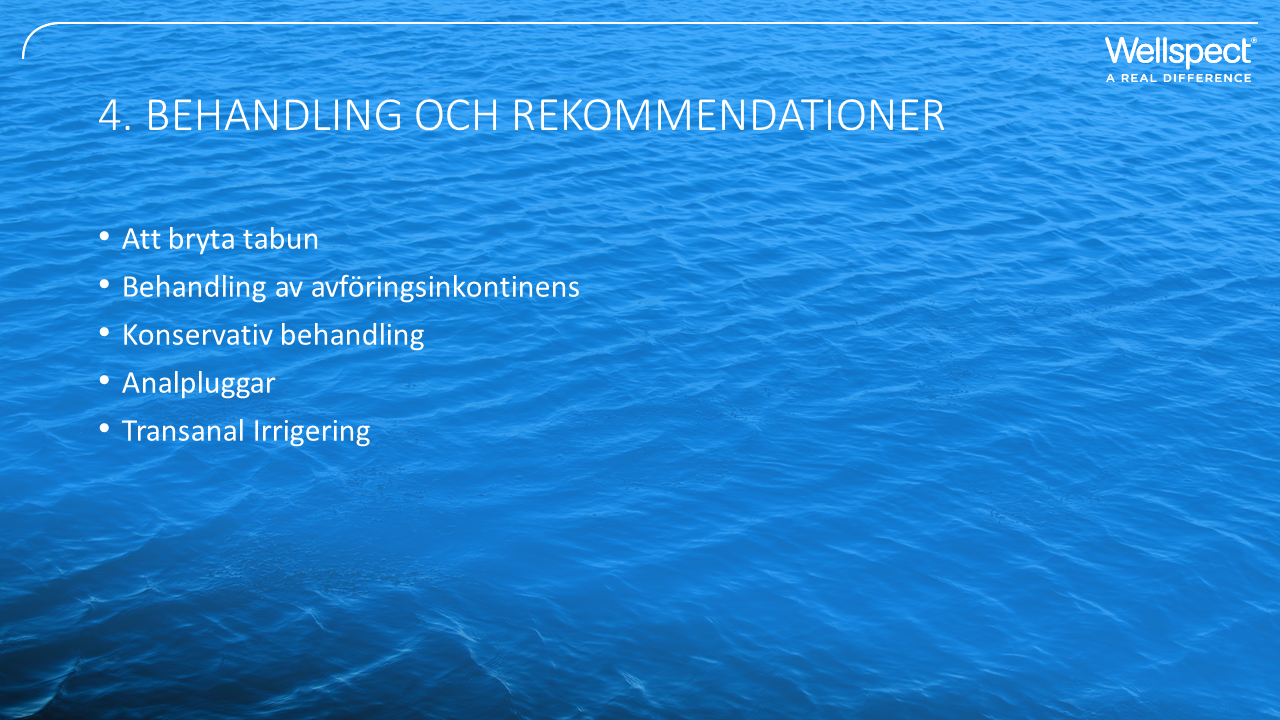 Wellspect®
A REAL DIFFERENCE
4. BEHANDLING OCH REKOMMENDATIONER
• Att bryta tabun
• Behandling av avföringsinkontinens
• Konservativ behandling
• Analpluggar
• Transanal Irrigering